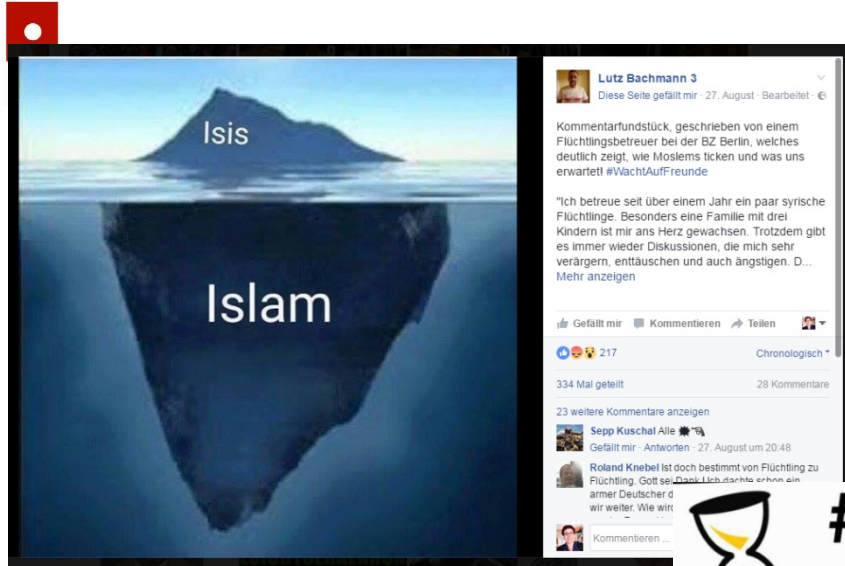 Isis
Islam
Lutz Bachmann 3
Diese Seite gefällt mir · 27. August · Bearbeitet ·
Kommentarfundstück, geschrieben von einem
Flüchtlingsbetreuer bei der BZ Berlin, welches
deutlich zeigt, wie Moslems ticken und was uns
erwartet! #WachtAufFreunde
"Ich betreue seit über einem Jahr ein paar syrische
Flüchtlinge. Besonders eine Familie mit drei
Kindern ist mir ans Herz gewachsen. Trotzdem gibt
es immer wieder Diskussionen, die mich sehr
verärgern, enttäuschen und auch ängstigen. D...
Mehr anzeigen
Gefällt mir Kommentieren Teilen
217 Chronologisch
334 Mal geteilt 28 Kommentare
23 weitere Kommentare anzeigen
Sepp Kuschal Alle
Gefällt mir · Antworten · 27. August um 20:48
Roland Knebel Ist doch bestimmt von Flüchtling zu
Flüchtling. Gott sei Dank ! Ich dachte schon ein
armer Deutscher
wir weiter. Wie
Kommentieren ...
#